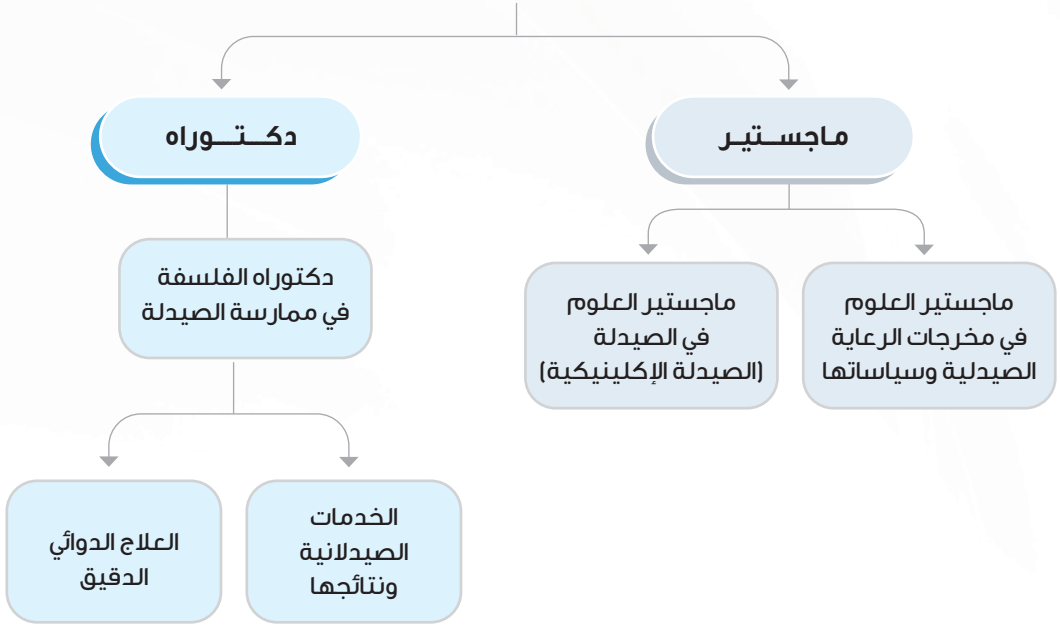 ماجستير
دكتوراه
ماجستير العلوم
في مخرجات الرعاية
الصيدلية وسياساتها
ماجستير العلوم
في الصيدلة
(الصيدلة الإكلينيكية)
دكتوراه الفلسفة
في ممارسة الصيدلة
الخدمات
الصيدلانية
ونتائجها
العلاج الدوائي
الدقيق